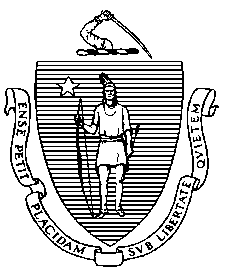 ENSE PETIT
PLACIDAM
SVB LIBERTATE
QVIETEM